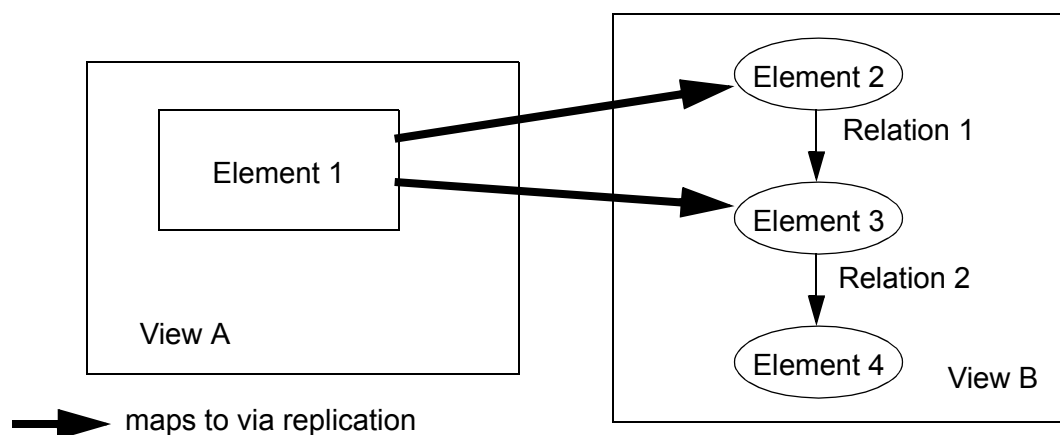 Element 1
View A
Element 2
Relation 1
Element 3
Relation 2
Element 4
View B
maps to via replication